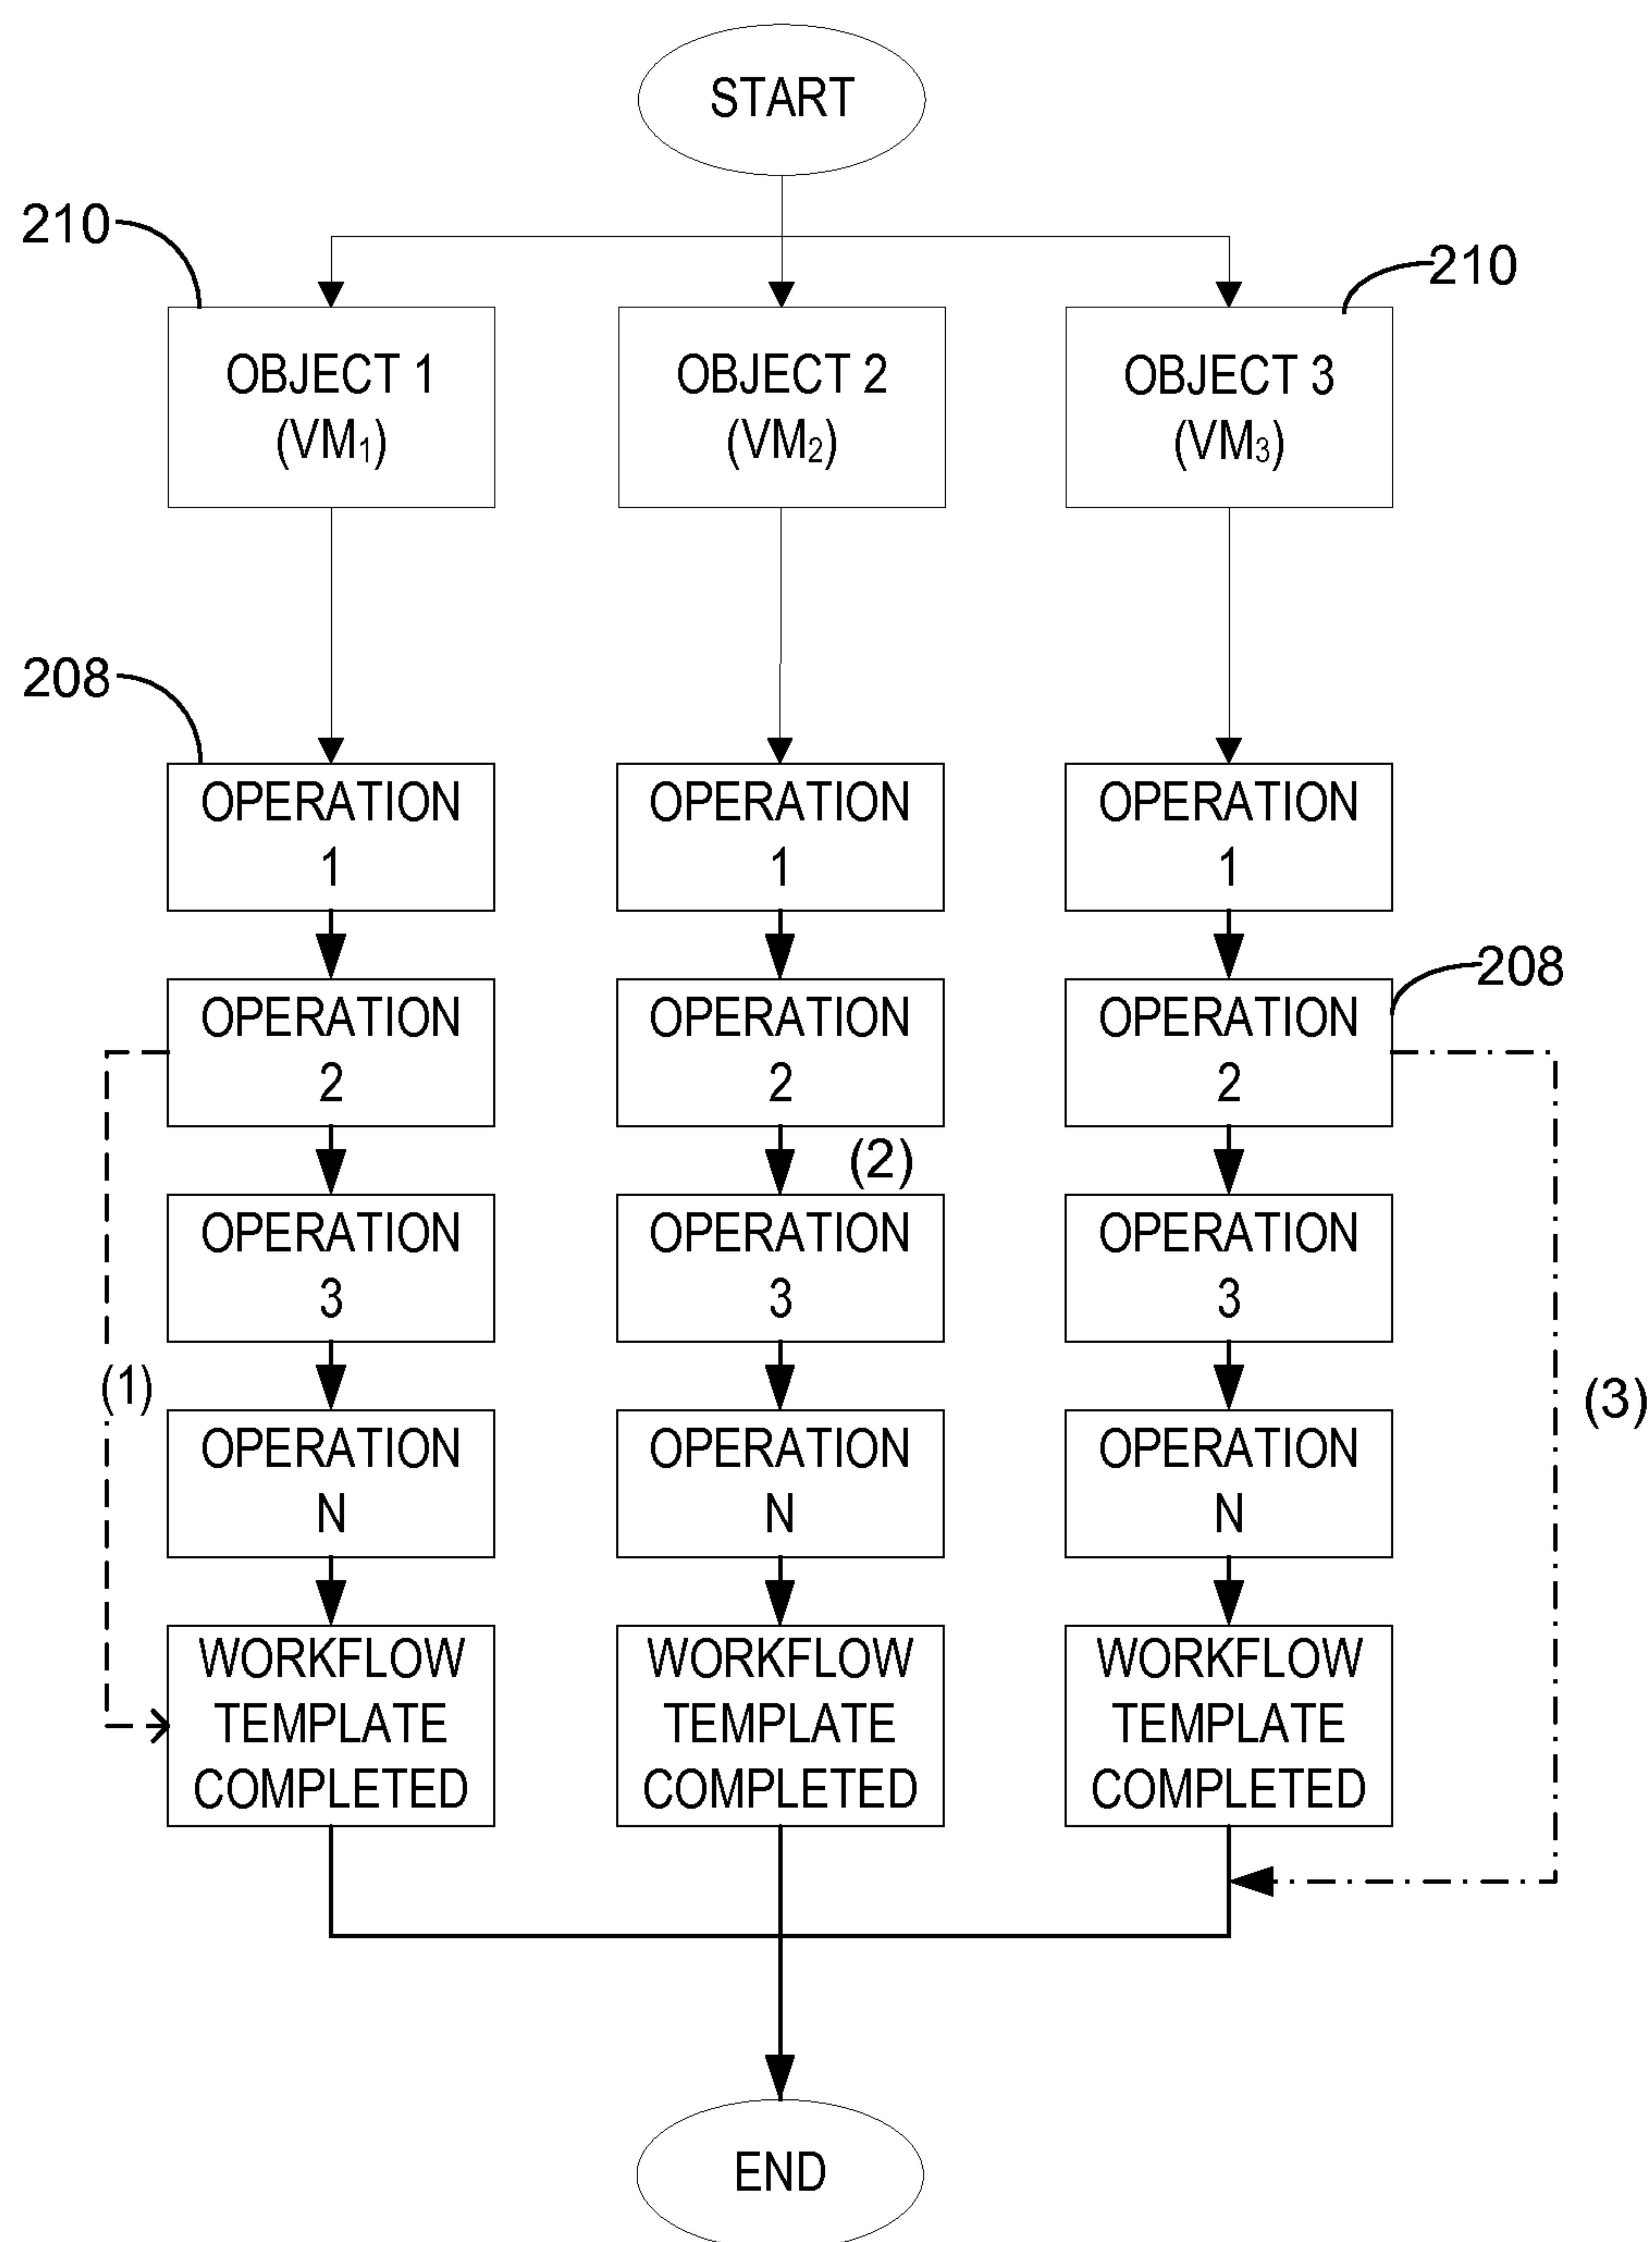 START
210
210
OBJECT 1
(VM₁)
OBJECT 2
(VM₂)
OBJECT 3
(VM₃)
208
OPERATION
1
OPERATION
1
OPERATION
1
208
OPERATION
2
OPERATION
2
OPERATION
2
(2)
OPERATION
3
OPERATION
3
OPERATION
3
(1)
(3)
OPERATION
N
OPERATION
N
OPERATION
N
WORKFLOW
TEMPLATE
COMPLETED
WORKFLOW
TEMPLATE
COMPLETED
WORKFLOW
TEMPLATE
COMPLETED
END